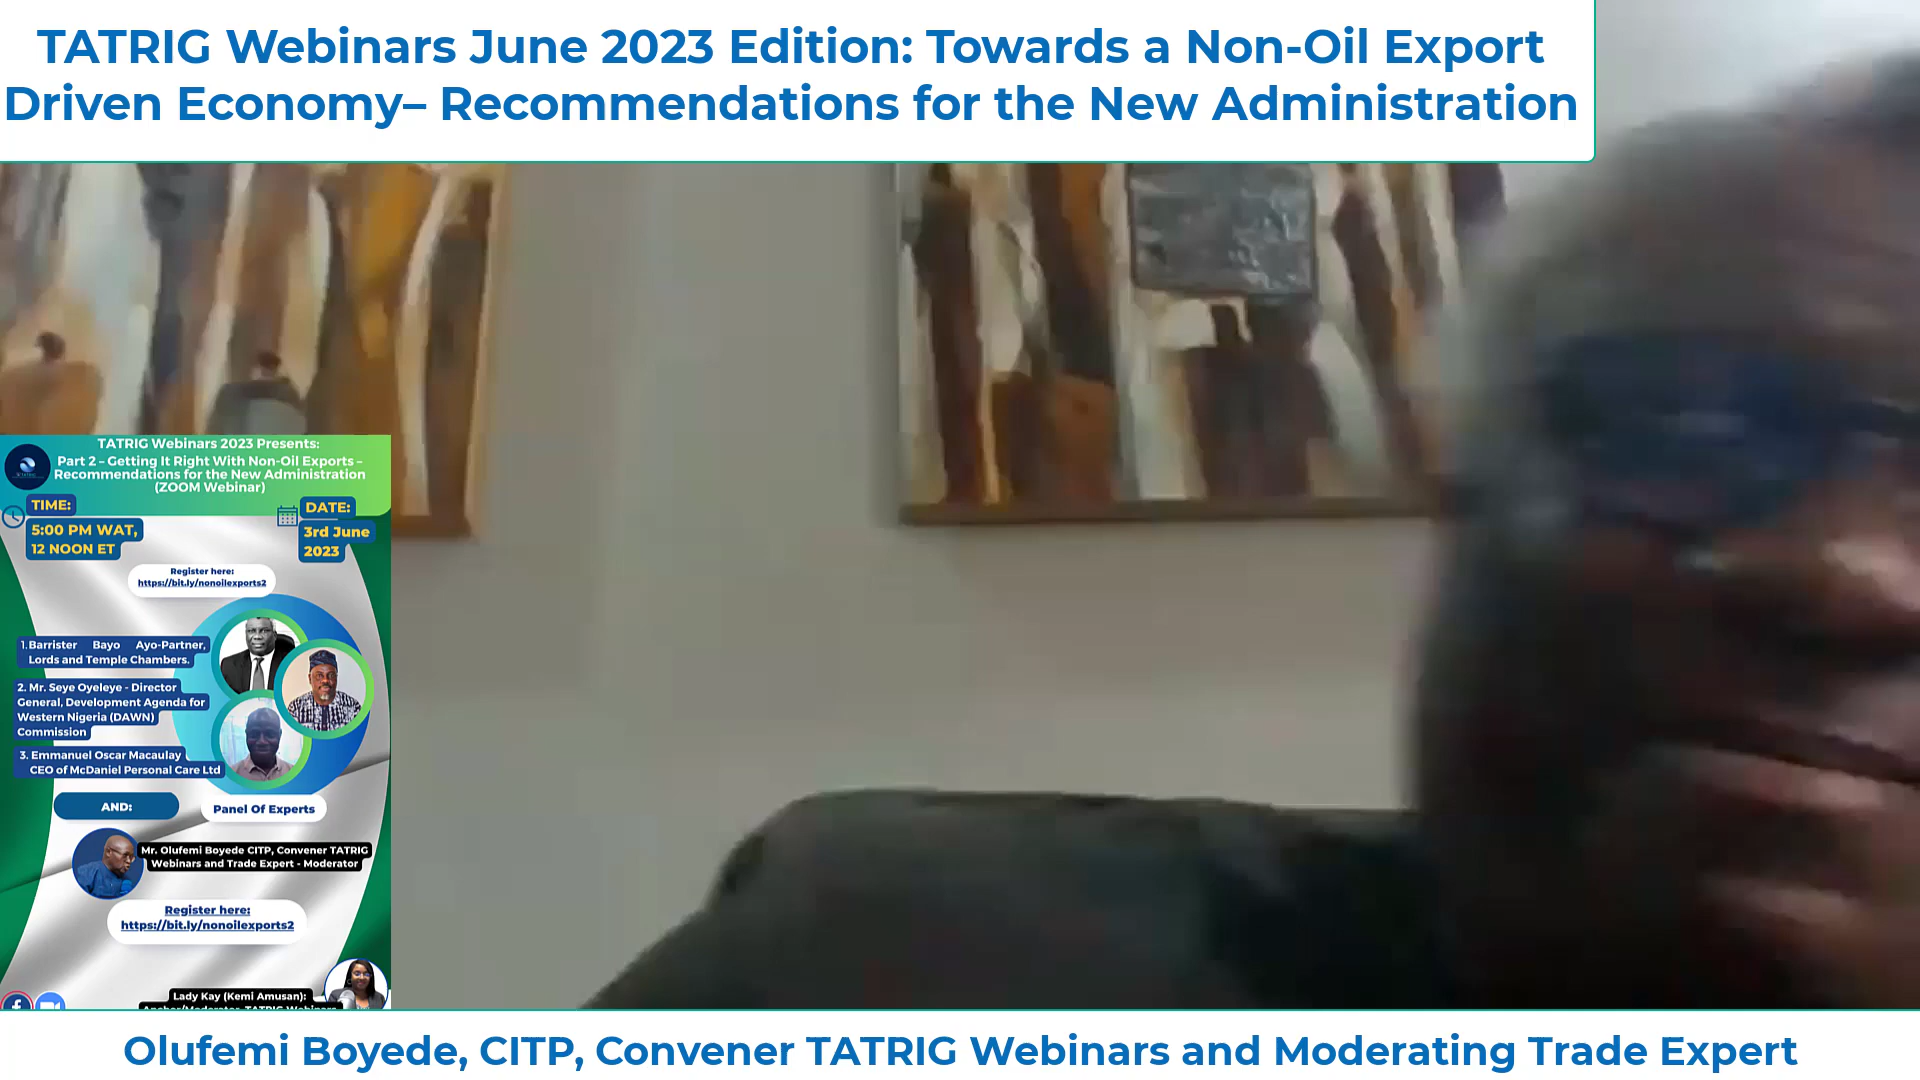 TATRIG Webinars June 2023 Edition: Towards a Non-Oil Export
Driven Economy– Recommendations for the New Administration
TATRIG Webinars 2023 Presents:
Part 2 – Getting It Right With Non-Oil Exports –
Recommendations for the New Administration
(ZOOM Webinar)
TIME:
5:00 PM WAT,
12 NOON ET
DATE:
3rd June
2023
Register here:
https://bit.ly/nonoilexports2
1. Barrister Bayo Ayo-Partner,
Lords and Temple Chambers.
2. Mr. Seye Oyeleye - Director
General, Development Agenda for
Western Nigeria (DAWN)
Commission
3. Emmanuel Oscar Macaulay
CEO of McDaniel Personal Care Ltd
AND:
Panel Of Experts
Mr. Olufemi Boyede CITP, Convener TATRIG
Webinars and Trade Expert - Moderator
Register here:
https://bit.ly/nonoilexports2
Lady Kay (Kemi Amusan):
Anchor/Moderator, TATRIG Webinars
Olufemi Boyede, CITP, Convener TATRIG Webinars and Moderating Trade Expert